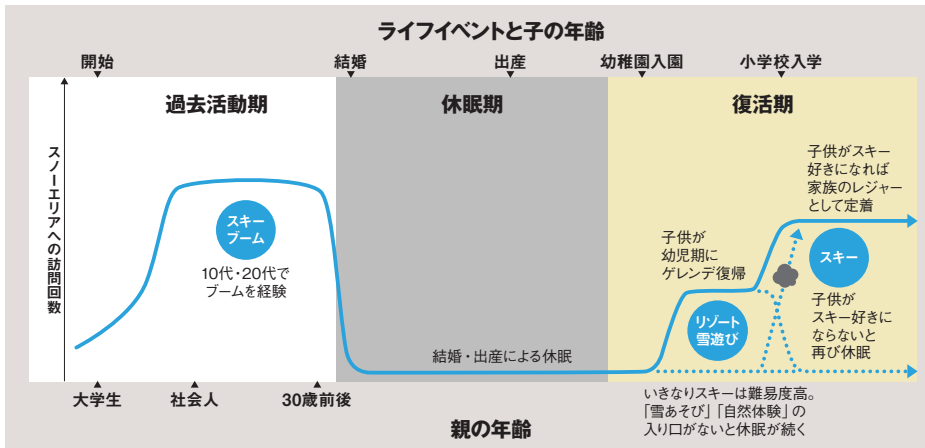 ライフイベントと子の年齢
開始
結婚
出産
幼稚園入園
小学校入学
過去活動期
休眠期
復活期
スノーエリアへの訪問回数
スキー
ブーム
10代・20代で
ブームを経験
結婚・出産による休眠
子供が
幼児期に
ゲレンデ復帰
リゾート
雪遊び
子供がスキー
好きになれば
家族のレジャー
として定着
スキー
子供が
スキー好きに
ならないと
再び休眠
いきなりスキーは難易度高。
「雪あそび」「自然体験」の
入り口がないと休眠が続く
大学生
社会人
30歳前後
親の年齢